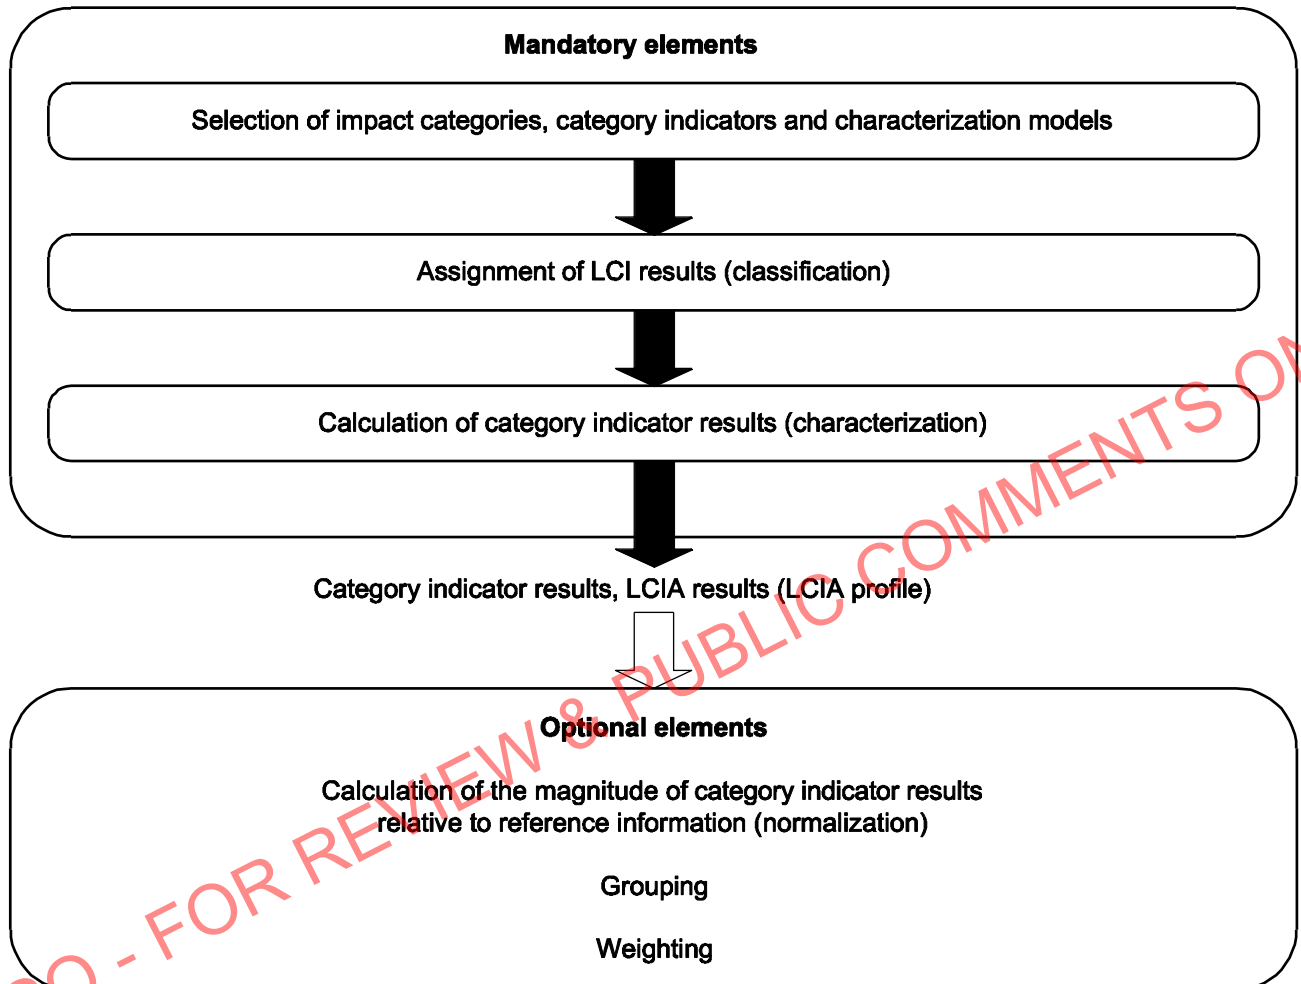 Mandatory elements
Selection of impact categories, category indicators and characterization models
Assignment of LCI results (classification)
Calculation of category indicator results (characterization)
Category indicator results, LCIA results (LCIA profile)
Optional elements
Calculation of the magnitude of category indicator results
relative to reference information (normalization)
Grouping
Weighting
- FOR REVIEW & PUBLIC COMMENTS